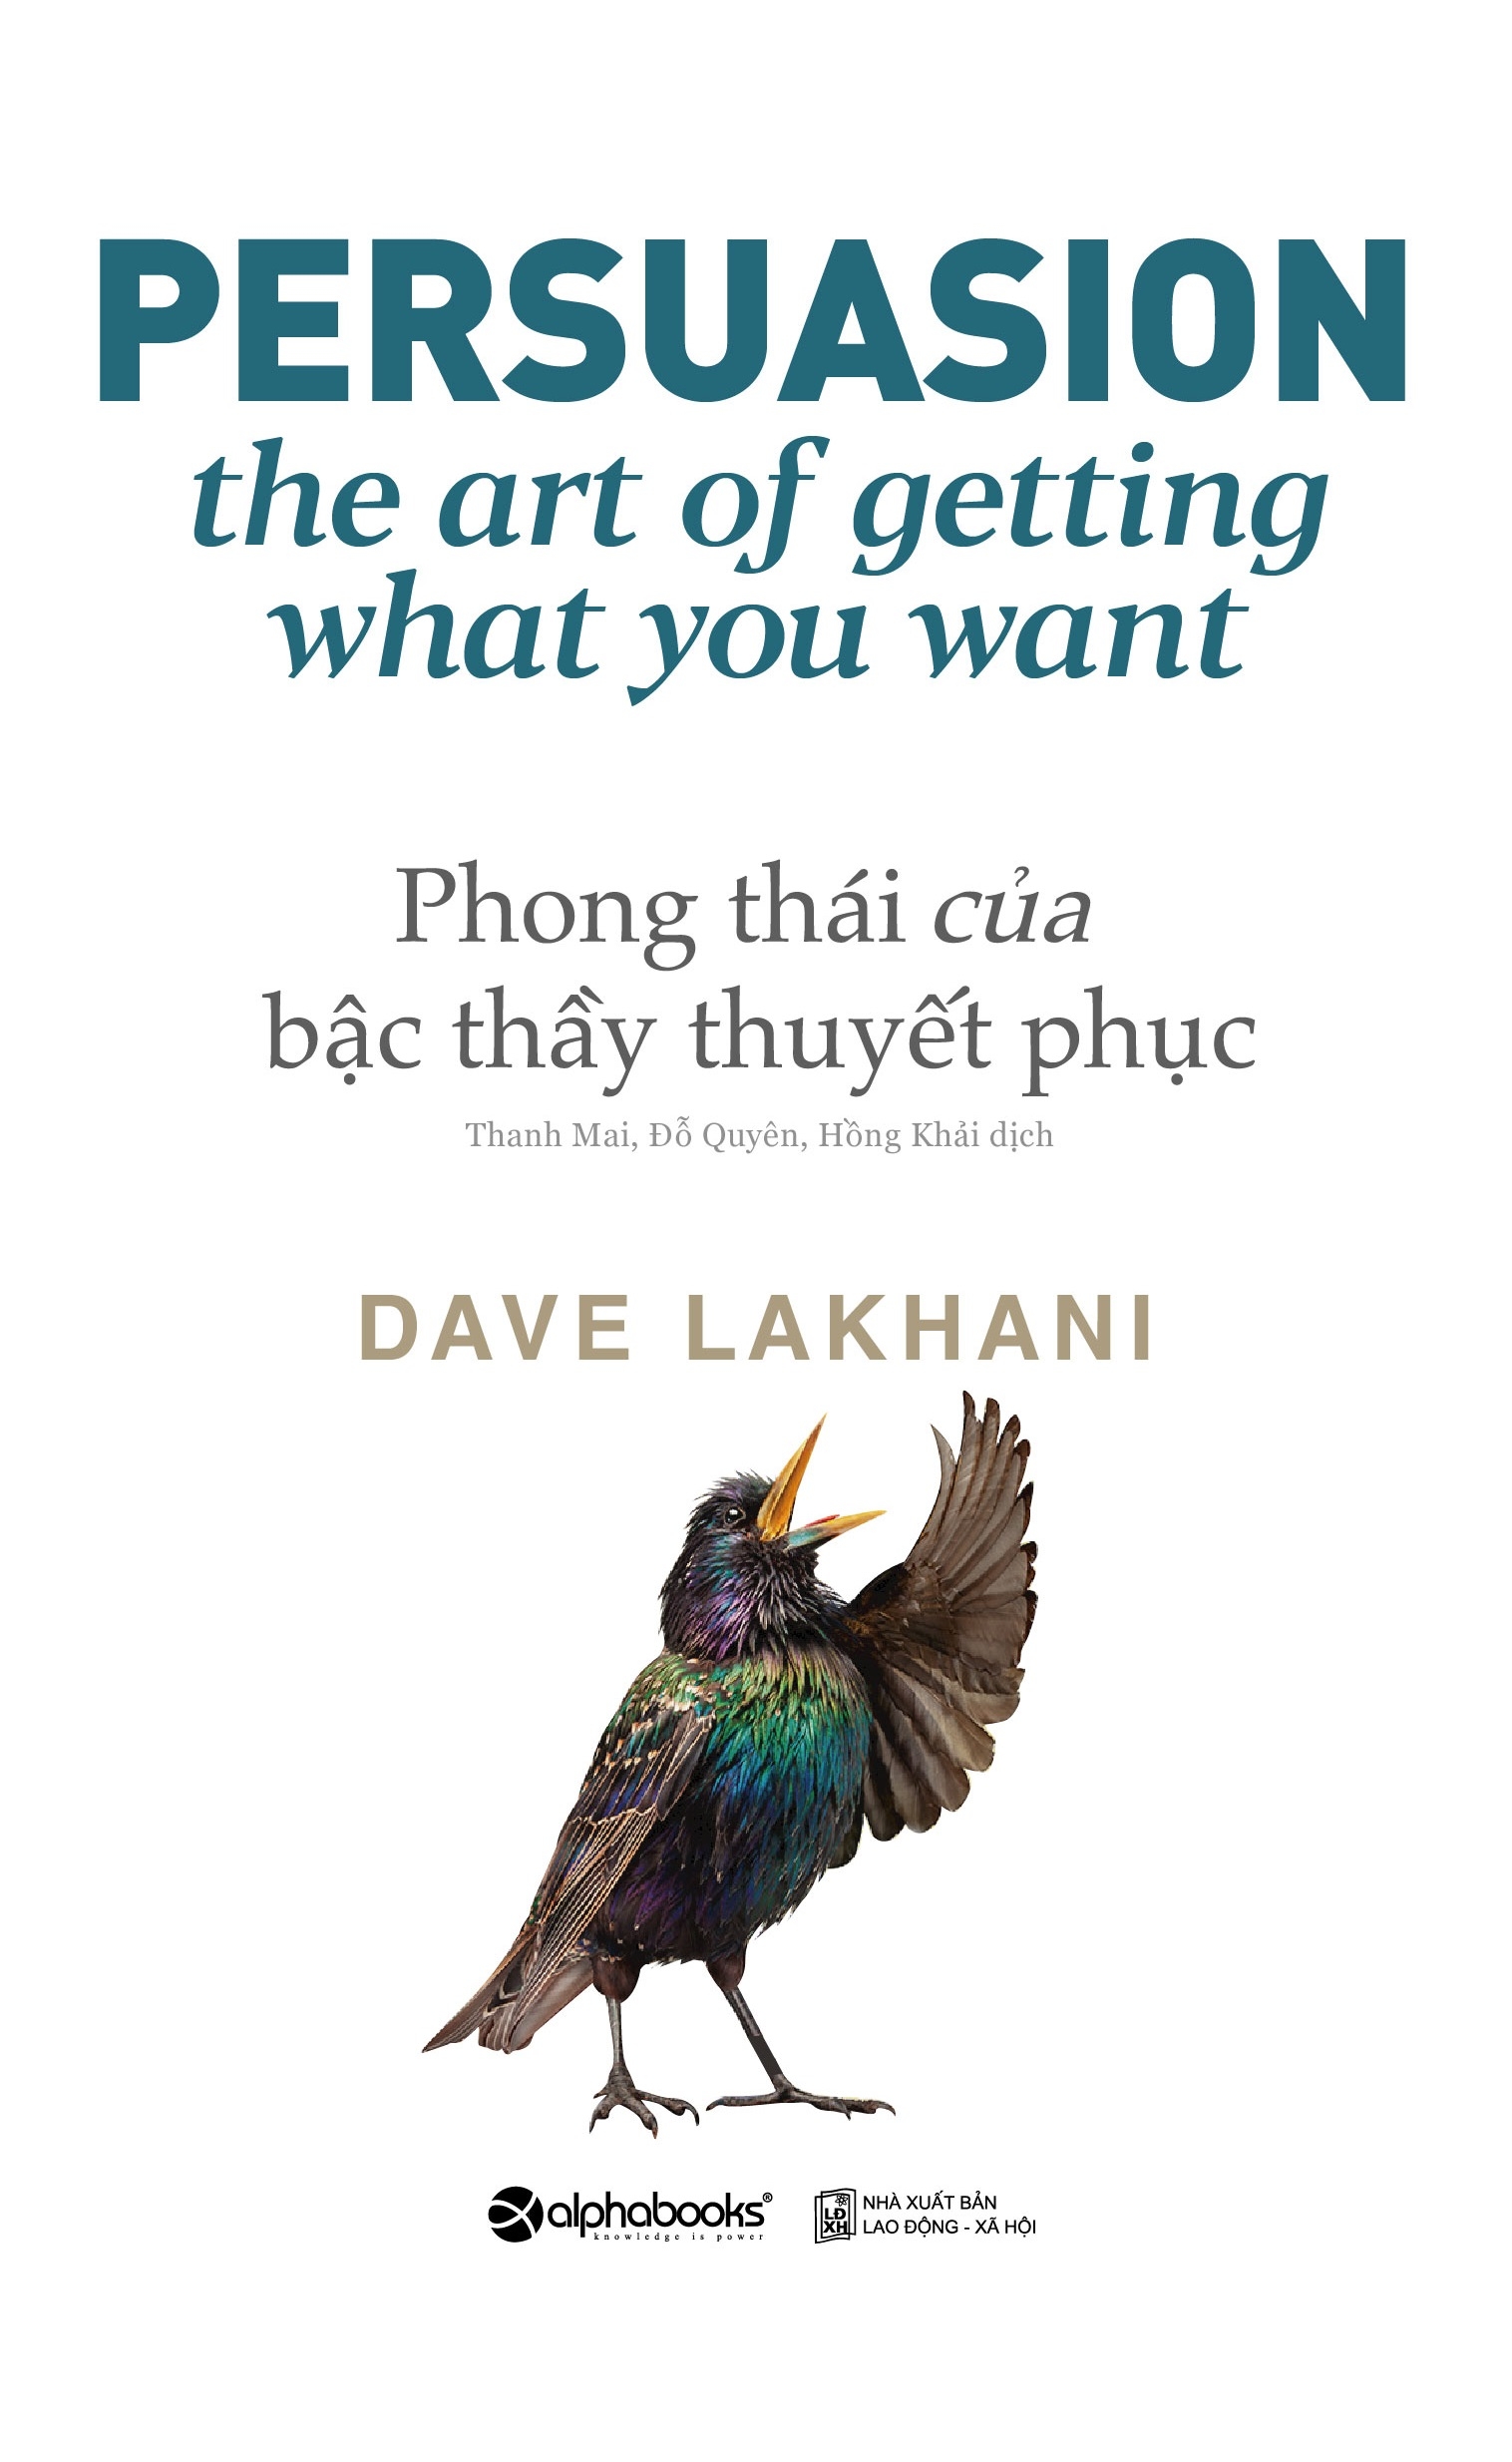 PERSUASION
the art of getting
what you want
Phong thái của
bậc thầy thuyết phục
Thanh Mai, Đỗ Quyên, Hồng Khải dịch
DAVE LAKHANI
alphabooks®
knowledge is power
LĐ
XH
NHÀ XUẤT BẢN
LAO ĐỘNG - XÃ HỘI